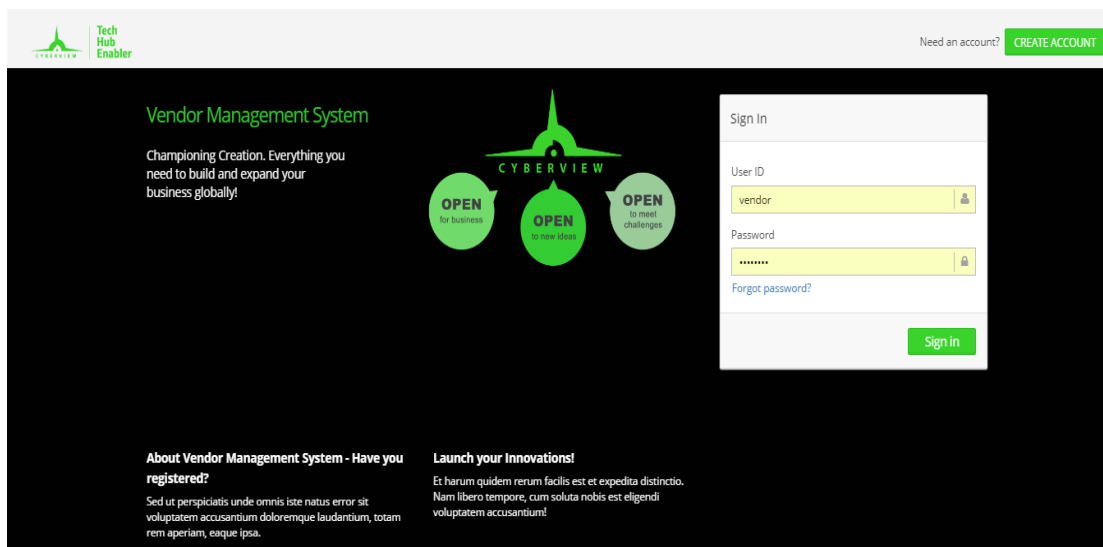 Tech
Hub
Enabler
CYBERVIEW
Need an account?
CREATE ACCOUNT
Vendor Management System
Championing Creation. Everything you
need to build and expand your
business globally!
CYBERVIEW
OPEN
for business
OPEN
to new ideas
OPEN
to meet
challenges
Sign In
User ID
vendor
Password
••••••••
Forgot password?
Sign in
About Vendor Management System - Have you
registered?
Sed ut perspiciatis unde omnis iste natus error sit
voluptatem accusantium doloremque laudantium, totam
rem aperiam, eaque ipsa.
Launch your Innovations!
Et harum quidem rerum facilis est et expedita distinctio.
Nam libero tempore, cum soluta nobis est eligendi
voluptatem accusantium!